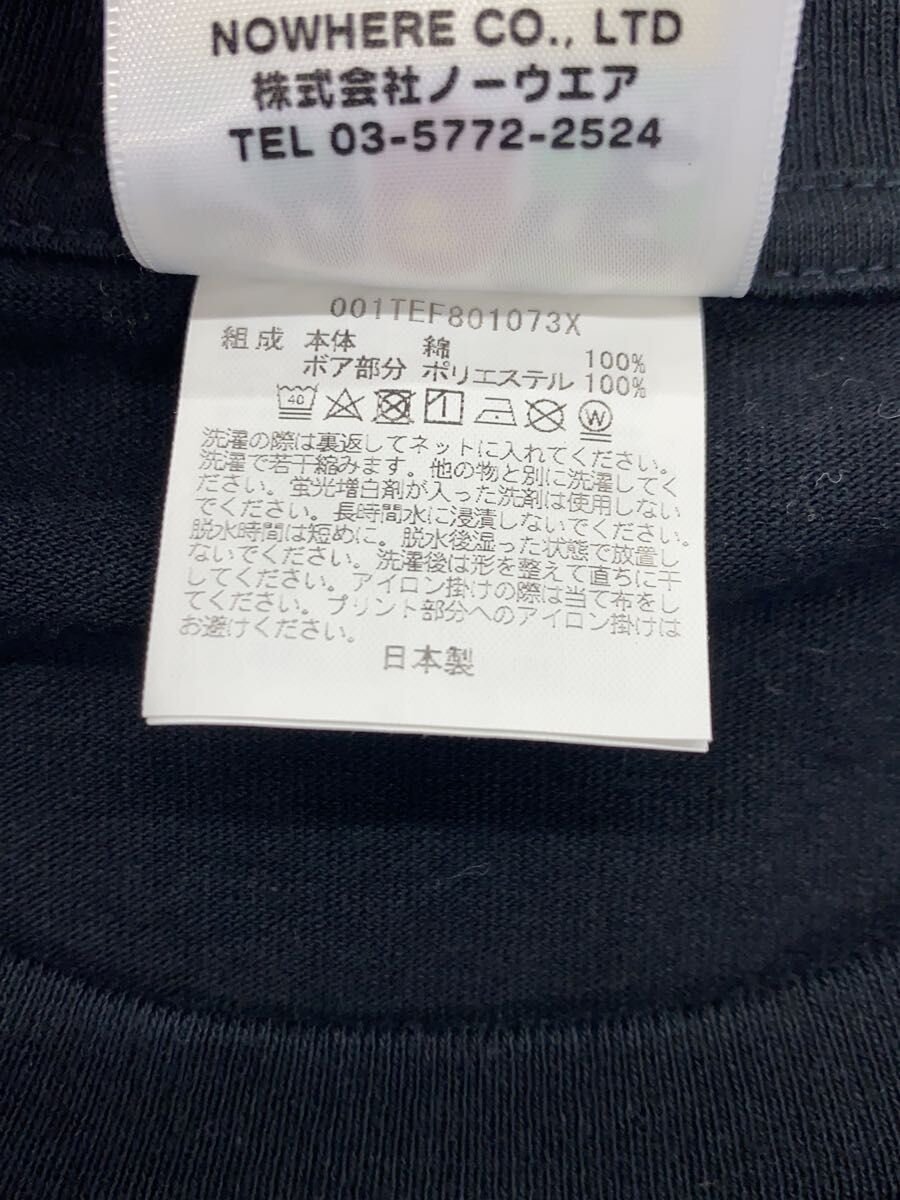 NOWHERE CO., LTD
株式会社ノーウエア
TEL 03-5772-2524
001TEF801073X
組成 本体 綿 100%
ボア部分 ポリエステル 100%
40 1 W
洗濯の際は裏返してネットに入れてください。
洗濯で若干縮みます。他の物と別に洗濯してく
ださい。蛍光増白剤が入った洗剤は使用しない
でください。長時間水に浸漬しないでください。
脱水時間は短めに。脱水後湿った状態で放置し
ないでください。洗濯後は形を整えて直ちに干
してください。アイロン掛けの際は当て布をし
てください。プリント部分へのアイロン掛けは
お避けください。
日本製